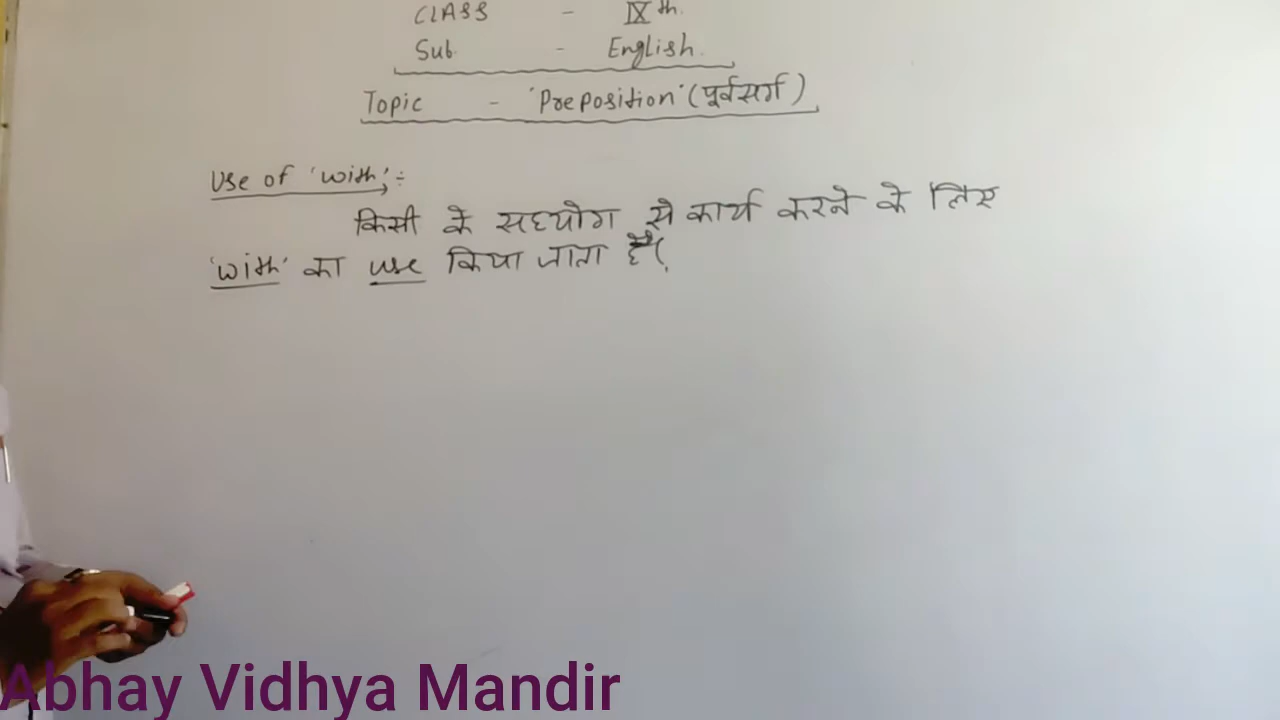 CLASS - IXth.
Sub. - English.
Topic - 'Preposition' (पूर्वसर्ग)
Use of 'with' :-
किसी के सहयोग से कार्य करने के लिए
'with' का use किया जाता है।
Abhay Vidhya Mandir